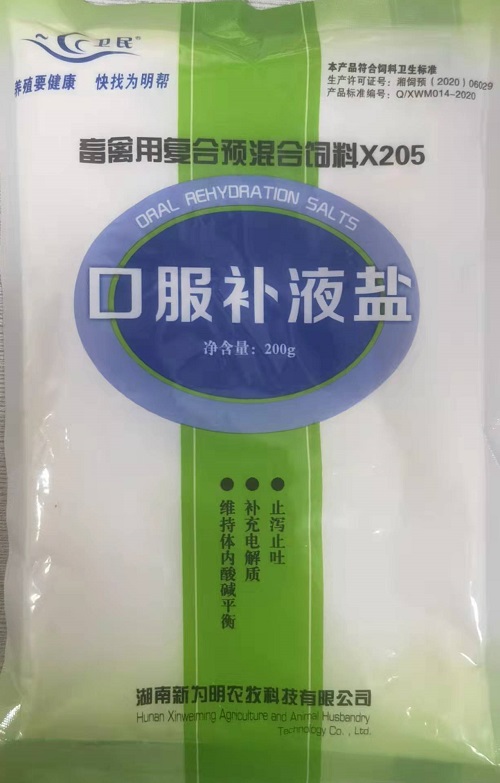 卫民®
养殖要健康 快找为明帮
本产品符合饲料卫生标准
生产许可证号：湘饲预（2020）06029
产品标准编号：Q/XWM014-2020
畜禽用复合预混合饲料X205
ORAL REHYDRATION SALTS
口服补液盐
净含量：200g
●止泻止吐
●补充电解质
●维持体内酸碱平衡
湖南新为明农牧科技有限公司
Hunan Xinweiming Agruculture and Animal Husbandry
Technology Co., Ltd.